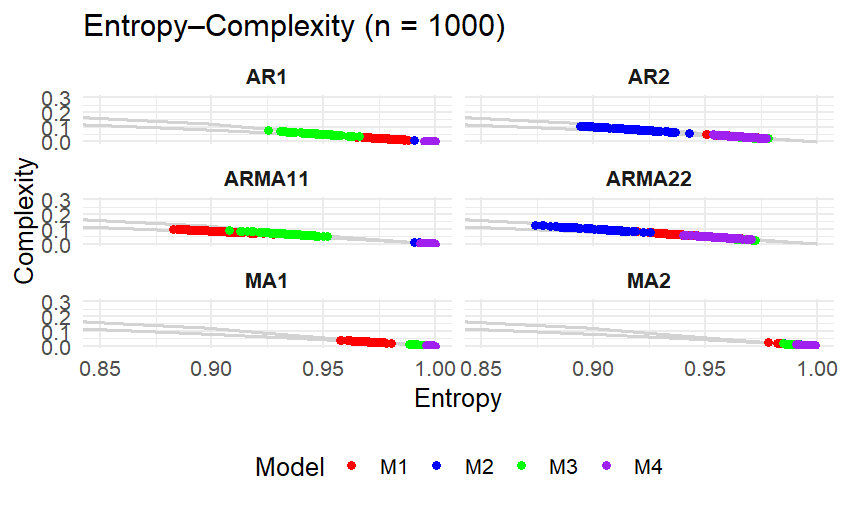 Entropy–Complexity (n = 1000)
AR1 AR2
0.3
0.2
0.1
0.0
ARMA11 ARMA22
0.3
0.2
0.1
0.0
MA1 MA2
0.3
0.2
0.1
0.0
Complexity
0.85 0.90 0.95 1.00 0.85 0.90 0.95 1.00
Entropy
Model M1 M2 M3 M4